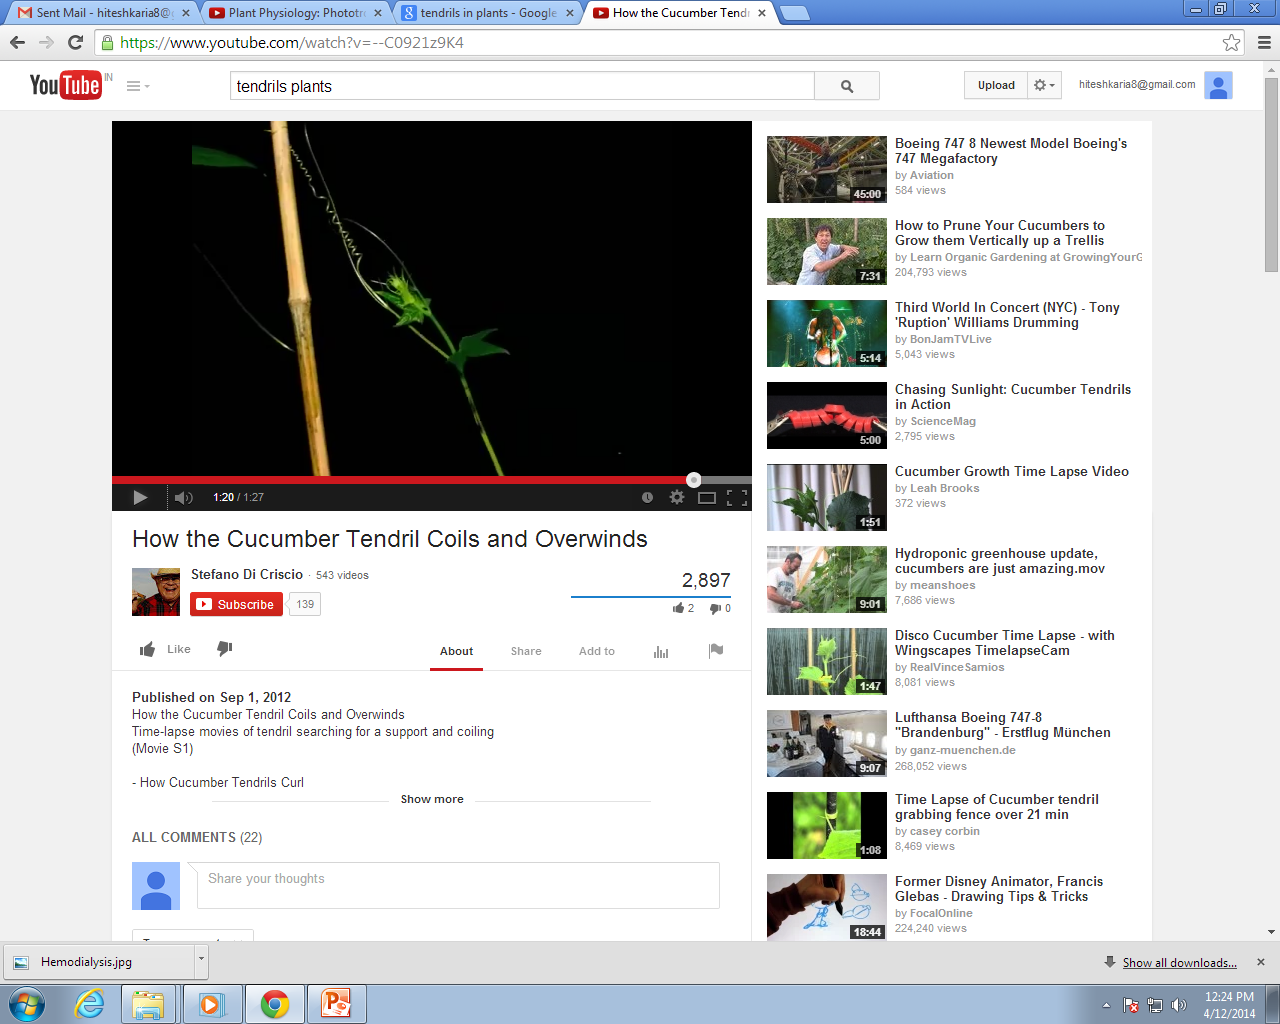 Sent Mail - hiteshkaria8@g
Plant Physiology: Phototr
tendrils in plants - Google
How the Cucumber Tend
https://www.youtube.com/watch?v=--C0921z9K4
YouTube IN
tendrils plants
Upload
hiteshkaria8@gmail.com
1:20 / 1:27
How the Cucumber Tendril Coils and Overwinds
Stefano Di Criscio · 543 videos
Subscribe 139
2,897
2 0
Like
About Share Add to
Published on Sep 1, 2012
How the Cucumber Tendril Coils and Overwinds
Time-lapse movies of tendril searching for a support and coiling
(Movie S1)
- How Cucumber Tendrils Curl
Show more
ALL COMMENTS (22)
Share your thoughts
Boeing 747 8 Newest Model Boeing's
747 Megafactory
by Aviation
584 views
45:00
How to Prune Your Cucumbers to
Grow them Vertically up a Trellis
by Learn Organic Gardening at GrowingYourG
204,793 views
7:31
Third World In Concert (NYC) - Tony
'Ruption' Williams Drumming
by BonJamTVLive
5,043 views
5:14
Chasing Sunlight: Cucumber Tendrils
in Action
by ScienceMag
2,795 views
5:00
Cucumber Growth Time Lapse Video
by Leah Brooks
372 views
1:51
Hydroponic greenhouse update,
cucumbers are just amazing.mov
by meanshoes
7,686 views
9:01
Disco Cucumber Time Lapse - with
Wingscapes TimelapseCam
by RealVinceSamios
8,081 views
1:47
Lufthansa Boeing 747-8
"Brandenburg" - Erstflug München
by ganz-muenchen.de
268,052 views
9:07
Time Lapse of Cucumber tendril
grabbing fence over 21 min
by casey corbin
8,469 views
1:08
Former Disney Animator, Francis
Glebas - Drawing Tips & Tricks
by FocalOnline
224,240 views
18:44
Hemodialysis.jpg
Show all downloads...
12:24 PM
4/12/2014